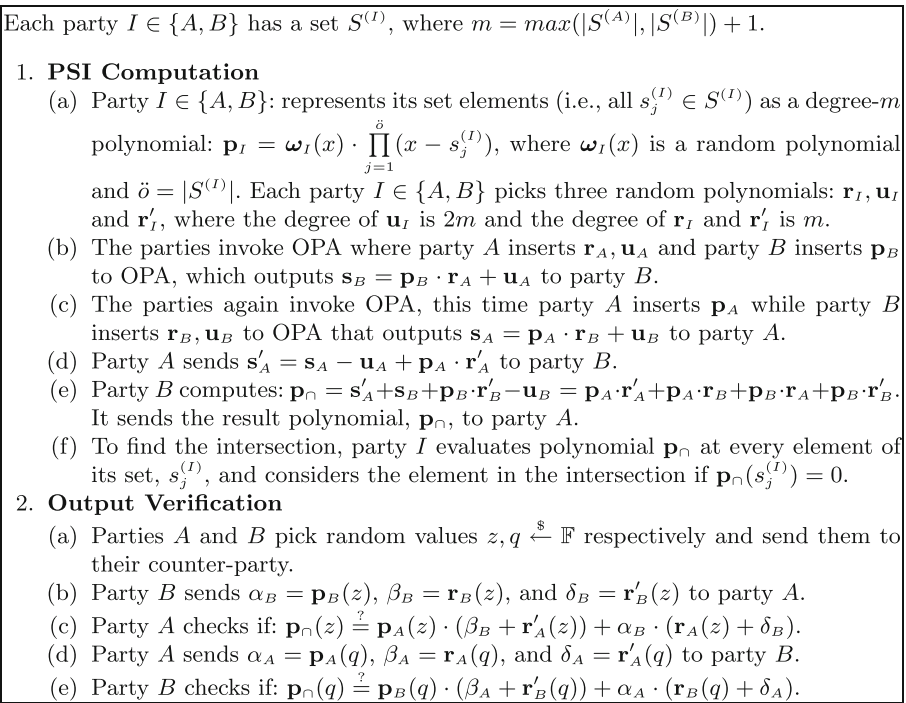 Each party I ∈ {A, B} has a set S^(I), where m = max(|S^(A)|, |S^(B)|) + 1.
1. PSI Computation
(a) Party I ∈ {A, B}: represents its set elements (i.e., all s_j^(I) ∈ S^(I)) as a degree-m
polynomial: p_I = ω_I(x) · ∏_{j=1}^{ö} (x − s_j^(I)), where ω_I(x) is a random polynomial
and ö = |S^(I)|. Each party I ∈ {A, B} picks three random polynomials: r_I, u_I
and r′_I, where the degree of u_I is 2m and the degree of r_I and r′_I is m.
(b) The parties invoke OPA where party A inserts r_A, u_A and party B inserts p_B
to OPA, which outputs s_B = p_B · r_A + u_A to party B.
(c) The parties again invoke OPA, this time party A inserts p_A while party B
inserts r_B, u_B to OPA that outputs s_A = p_A · r_B + u_B to party A.
(d) Party A sends s′_A = s_A − u_A + p_A · r′_A to party B.
(e) Party B computes: p_∩ = s′_A+s_B+p_B·r′_B−u_B = p_A·r′_A+p_A·r_B+p_B·r_A+p_B·r′_B.
It sends the result polynomial, p_∩, to party A.
(f) To find the intersection, party I evaluates polynomial p_∩ at every element of
its set, s_j^(I), and considers the element in the intersection if p_∩(s_j^(I)) = 0.
2. Output Verification
(a) Parties A and B pick random values z, q ←$ 𝔽 respectively and send them to
their counter-party.
(b) Party B sends α_B = p_B(z), β_B = r_B(z), and δ_B = r′_B(z) to party A.
(c) Party A checks if: p_∩(z) ≟ p_A(z) · (β_B + r′_A(z)) + α_B · (r_A(z) + δ_B).
(d) Party A sends α_A = p_A(q), β_A = r_A(q), and δ_A = r′_A(q) to party B.
(e) Party B checks if: p_∩(q) ≟ p_B(q) · (β_A + r′_B(q)) + α_A · (r_B(q) + δ_A).